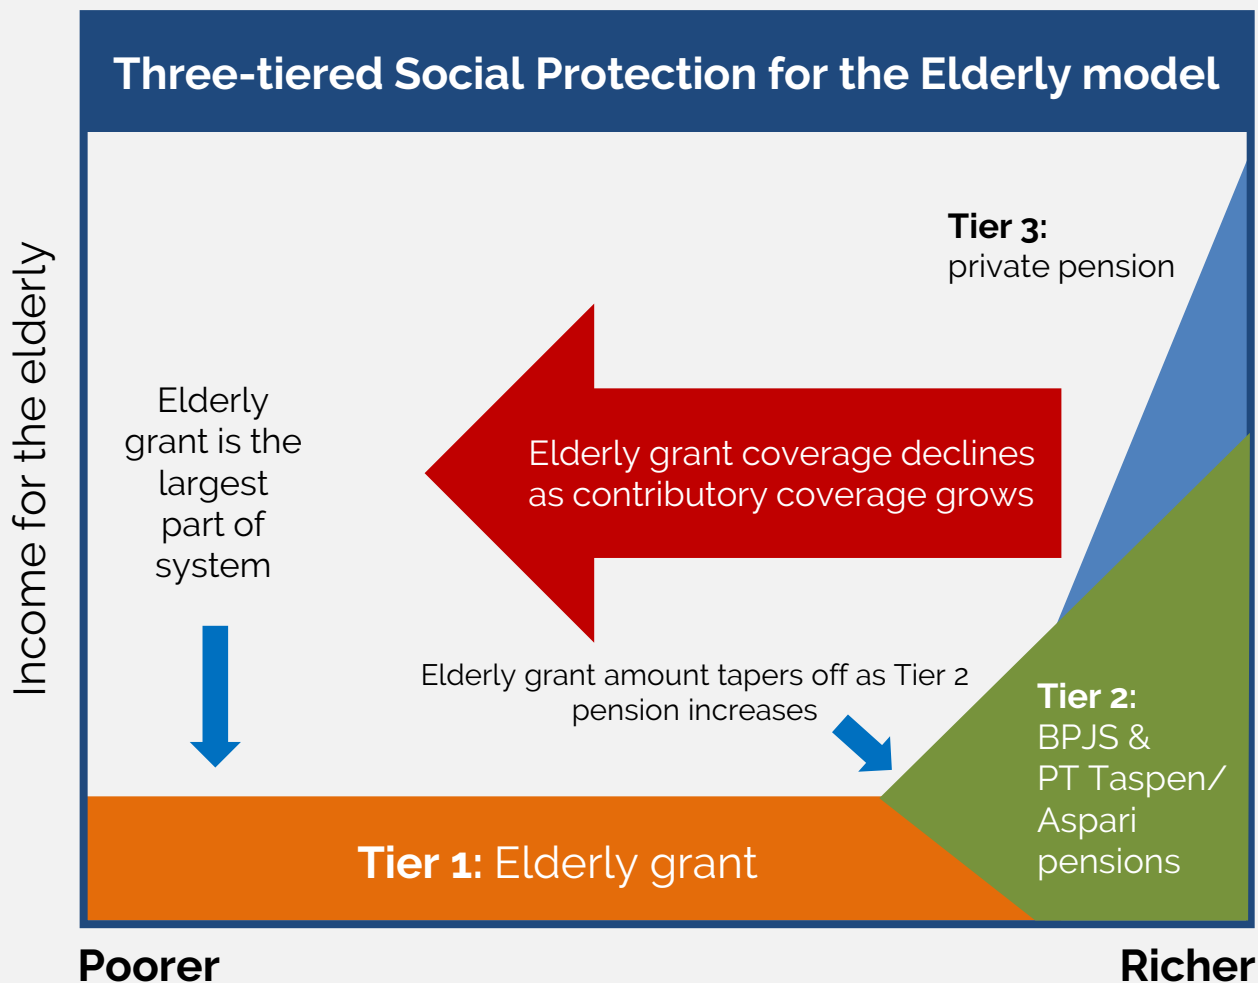 Three-tiered Social Protection for the Elderly model
Income for the elderly
Tier 3:
private pension
Elderly
grant is the
largest
part of
system
Elderly grant coverage declines
as contributory coverage grows
Elderly grant amount tapers off as Tier 2
pension increases
Tier 2:
BPJS &
PT Taspen/
Aspari
pensions
Tier 1: Elderly grant
Poorer
Richer